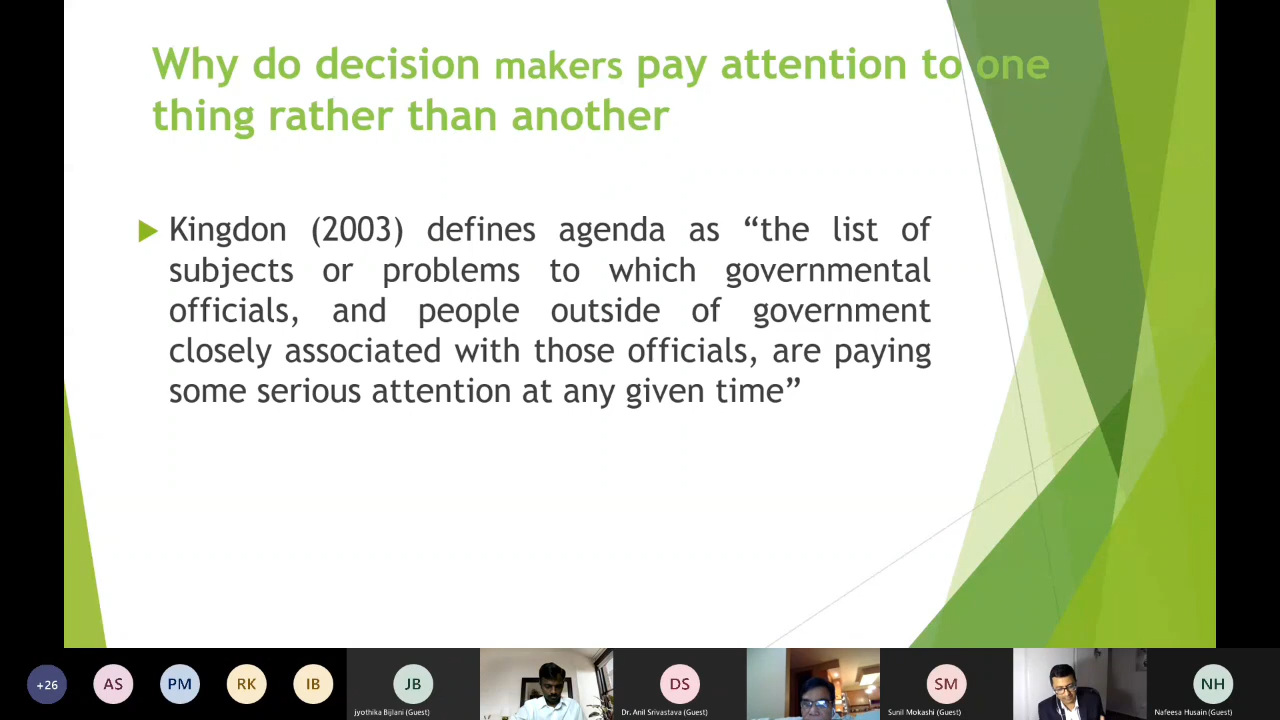 Why do decision makers pay attention to one
thing rather than another
Kingdon (2003) defines agenda as “the list of
subjects or problems to which governmental
officials, and people outside of government
closely associated with those officials, are paying
some serious attention at any given time”
+26
AS
PM
RK
IB
JB
DS
SM
NH
jyothika Bijlani (Guest)
Dr. Anil Srivastava (Guest)
Sunil Mokashi (Guest)
Nafeesa Husain (Guest)